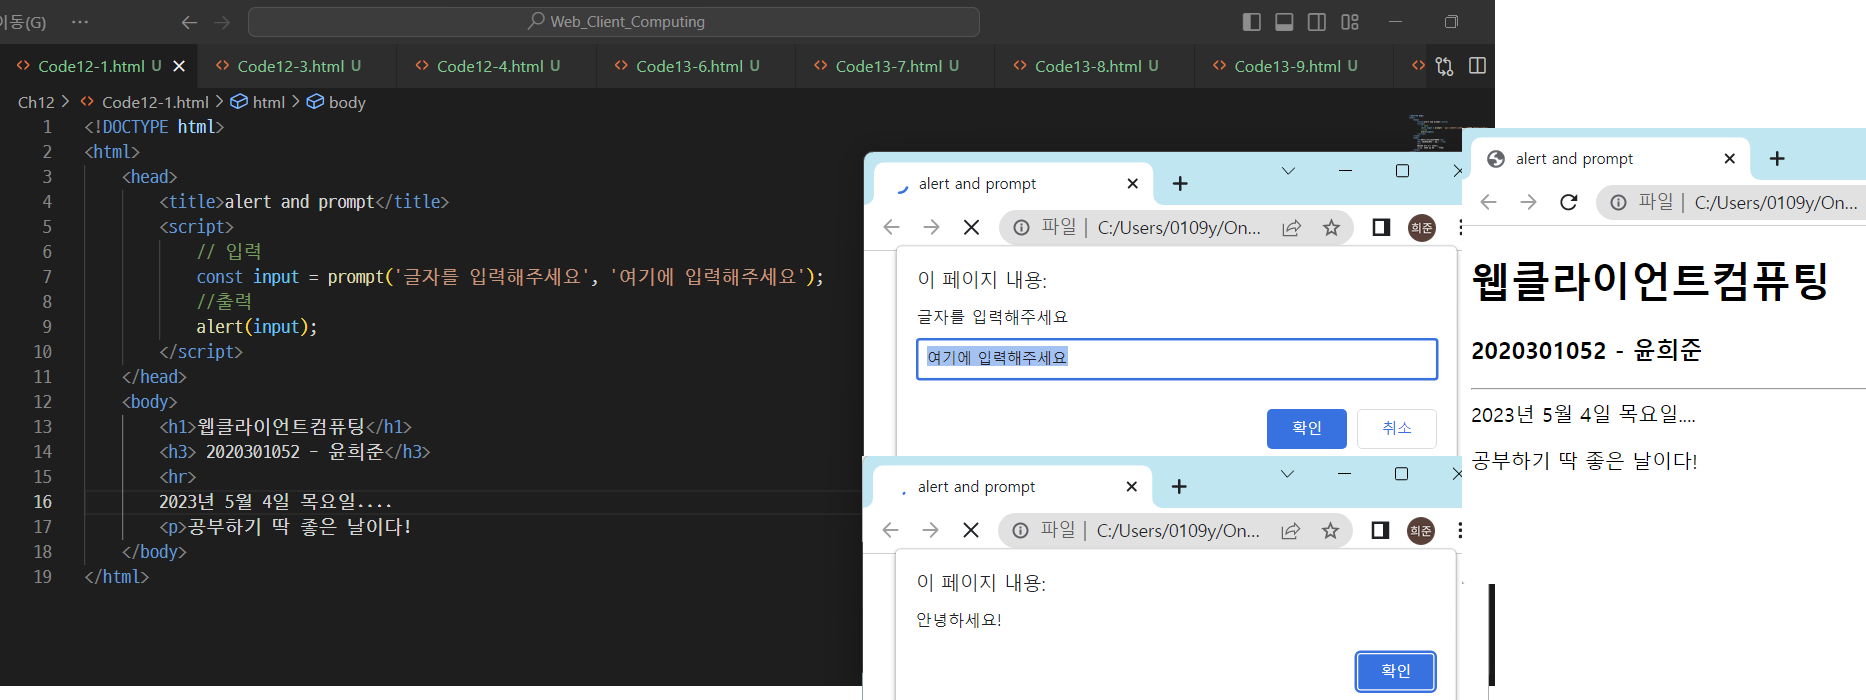 이동(G) ··· Web_Client_Computing
Code12-1.html U Code12-3.html U Code12-4.html U Code13-6.html U Code13-7.html U Code13-8.html U Code13-9.html U
Ch12 > Code12-1.html > html > body
1 <!DOCTYPE html>
2 <html>
3 <head>
4 <title>alert and prompt</title>
5 <script>
6 // 입력
7 const input = prompt('글자를 입력해주세요', '여기에 입력해주세요');
8 //출력
9 alert(input);
10 </script>
11 </head>
12 <body>
13 <h1>웹클라이언트컴퓨팅</h1>
14 <h3> 2020301052 - 윤희준</h3>
15 <hr>
16 2023년 5월 4일 목요일....
17 <p>공부하기 딱 좋은 날이다!
18 </body>
19 </html>
alert and prompt
파일 | C:/Users/0109y/On... 희준
이 페이지 내용:
글자를 입력해주세요
여기에 입력해주세요
확인 취소
alert and prompt
파일 | C:/Users/0109y/On... 희준
이 페이지 내용:
안녕하세요!
확인
alert and prompt
파일 | C:/Users/0109y/On...
웹클라이언트컴퓨팅
2020301052 - 윤희준
2023년 5월 4일 목요일....
공부하기 딱 좋은 날이다!